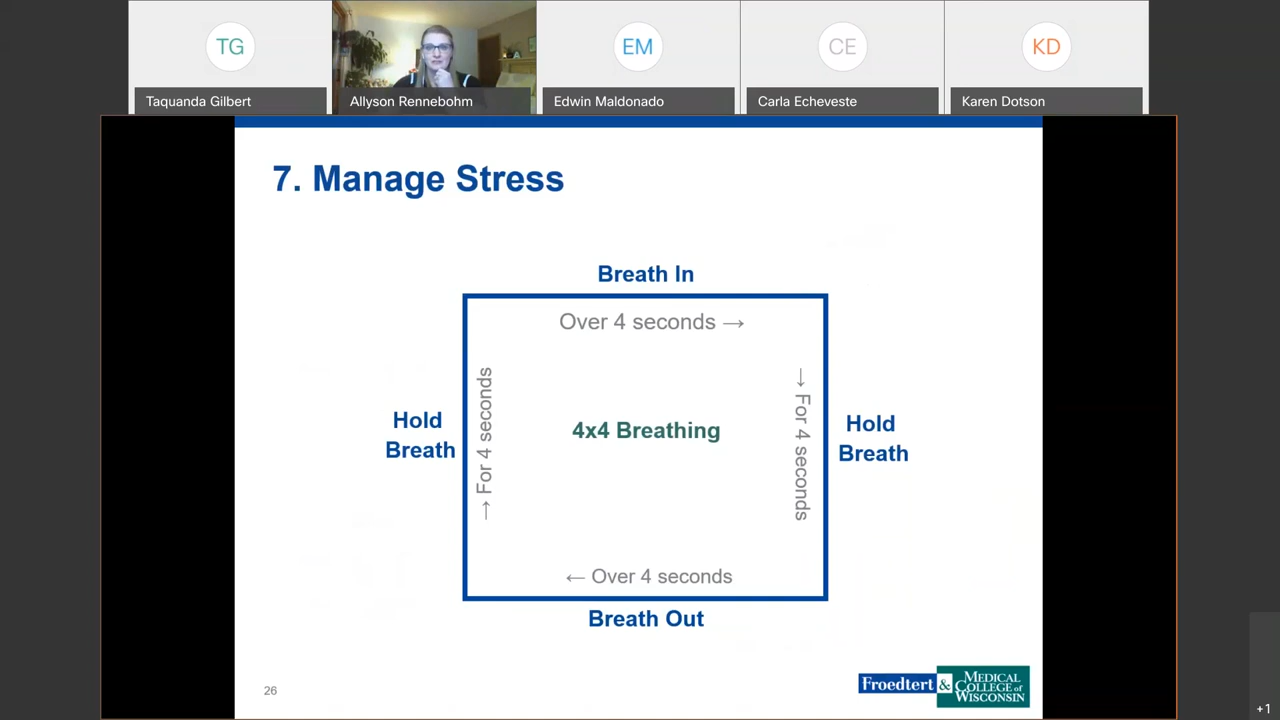 TG
EM
CE
KD
Taquanda Gilbert
Allyson Rennebohm
Edwin Maldonado
Carla Echeveste
Karen Dotson
7. Manage Stress
Breath In
Over 4 seconds →
Hold
Breath
→ For 4 seconds
4x4 Breathing
→ For 4 seconds
Hold
Breath
← Over 4 seconds
Breath Out
26
Froedtert &
MEDICAL
COLLEGE of
WISCONSIN
+1